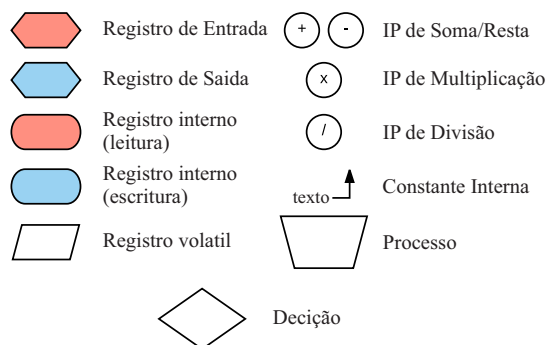 Registro de Entrada
+ - IP de Soma/Resta
Registro de Saida
x IP de Multiplicação
Registro interno
(leitura)
/ IP de Divisão
Registro interno
(escritura)
texto Constante Interna
Registro volatil
Processo
Decição